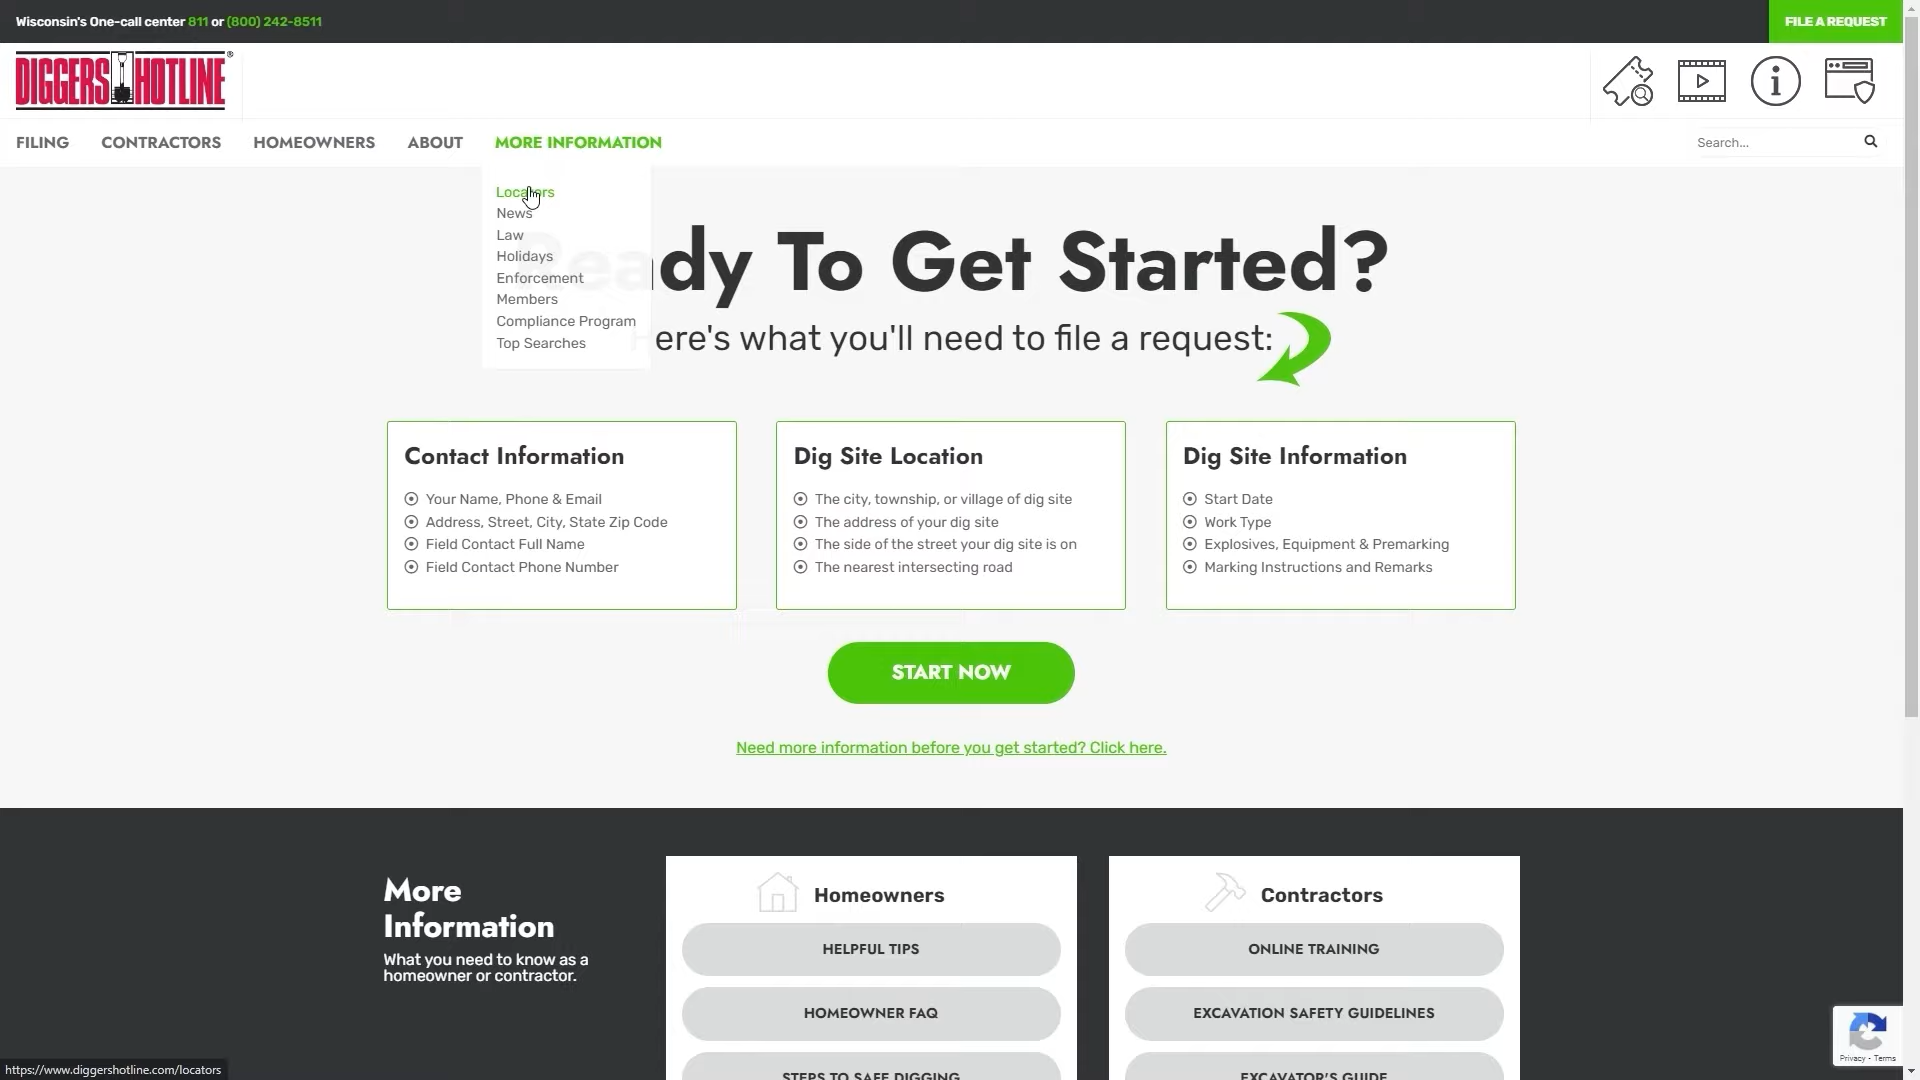 Wisconsin's One-call center 811 or (800) 242-8511
FILE A REQUEST
DIGGERS HOTLINE®
FILING
CONTRACTORS
HOMEOWNERS
ABOUT
MORE INFORMATION
Search...
Locators
News
Law
Holidays
Enforcement
Members
Compliance Program
Top Searches
Ready To Get Started?
Here's what you'll need to file a request:
Contact Information
Your Name, Phone & Email
Address, Street, City, State Zip Code
Field Contact Full Name
Field Contact Phone Number
Dig Site Location
The city, township, or village of dig site
The address of your dig site
The side of the street your dig site is on
The nearest intersecting road
Dig Site Information
Start Date
Work Type
Explosives, Equipment & Premarking
Marking Instructions and Remarks
START NOW
Need more information before you get started? Click here.
More
Information
What you need to know as a
homeowner or contractor.
Homeowners
HELPFUL TIPS
HOMEOWNER FAQ
STEPS TO SAFE DIGGING
Contractors
ONLINE TRAINING
EXCAVATION SAFETY GUIDELINES
EXCAVATOR'S GUIDE
Privacy - Terms
https://www.diggershotline.com/locators